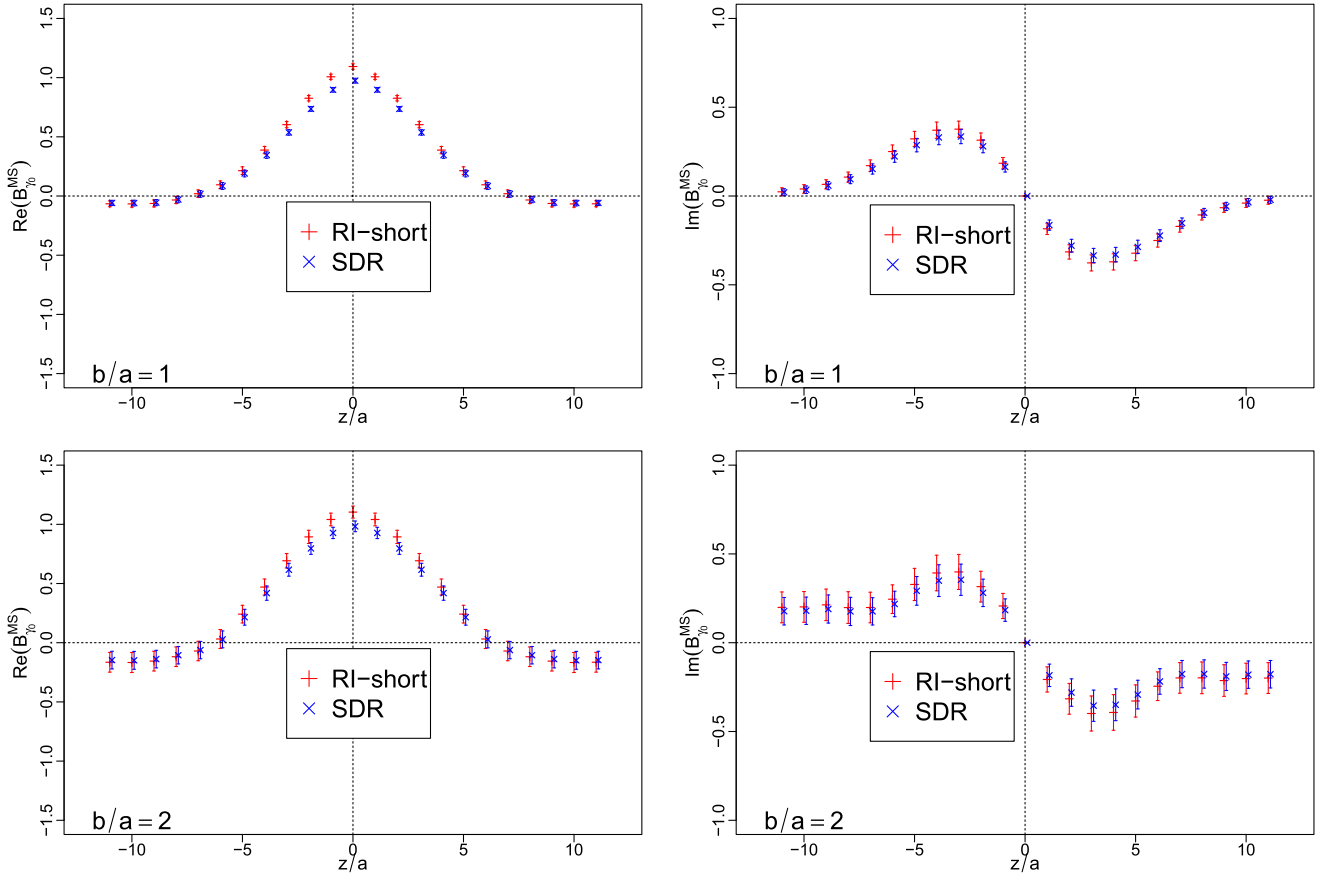 1.5
1.0
0.5
0.0
−0.5
−1.0
−1.5
Re(B^MS_γ0)
RI−short
SDR
b/a = 1
−10
−5
0
5
10
z/a
1.0
0.5
0.0
−0.5
−1.0
Im(B^MS_γ0)
RI−short
SDR
b/a = 1
−10
−5
0
5
10
z/a
1.5
1.0
0.5
0.0
−0.5
−1.0
−1.5
Re(B^MS_γ0)
RI−short
SDR
b/a = 2
−10
−5
0
5
10
z/a
1.0
0.5
0.0
−0.5
−1.0
Im(B^MS_γ0)
RI−short
SDR
b/a = 2
−10
−5
0
5
10
z/a